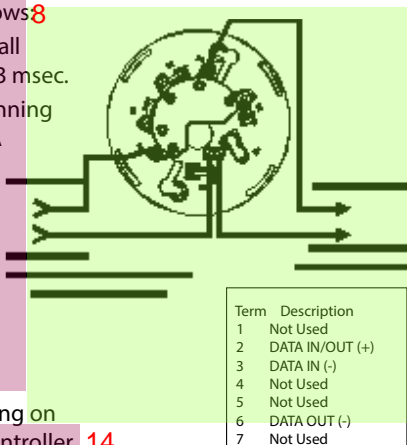 ows:8
all
3 msec.
nning
Term Description
1 Not Used
2 DATA IN/OUT (+)
3 DATA IN (-)
4 Not Used
5 Not Used
6 DATA OUT (-)
7 Not Used
ng on
ntroller 14